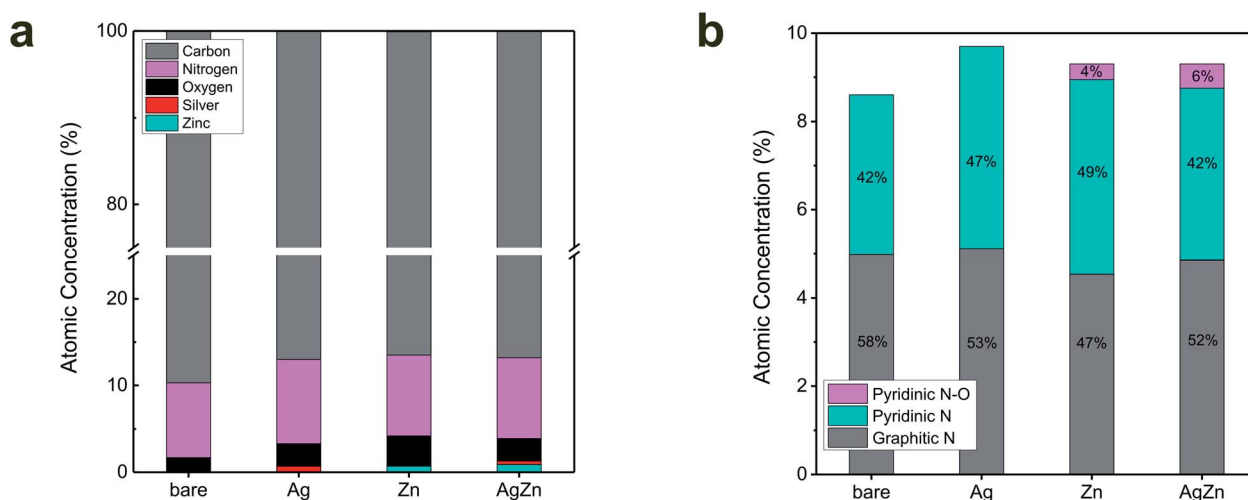 a
Atomic Concentration (%)
100
80
20
10
0
Carbon
Nitrogen
Oxygen
Silver
Zinc
bare Ag Zn AgZn
b
Atomic Concentration (%)
10
8
6
4
2
0
4% 6%
42% 47% 49% 42%
58% 53% 47% 52%
Pyridinic N-O
Pyridinic N
Graphitic N
bare Ag Zn AgZn